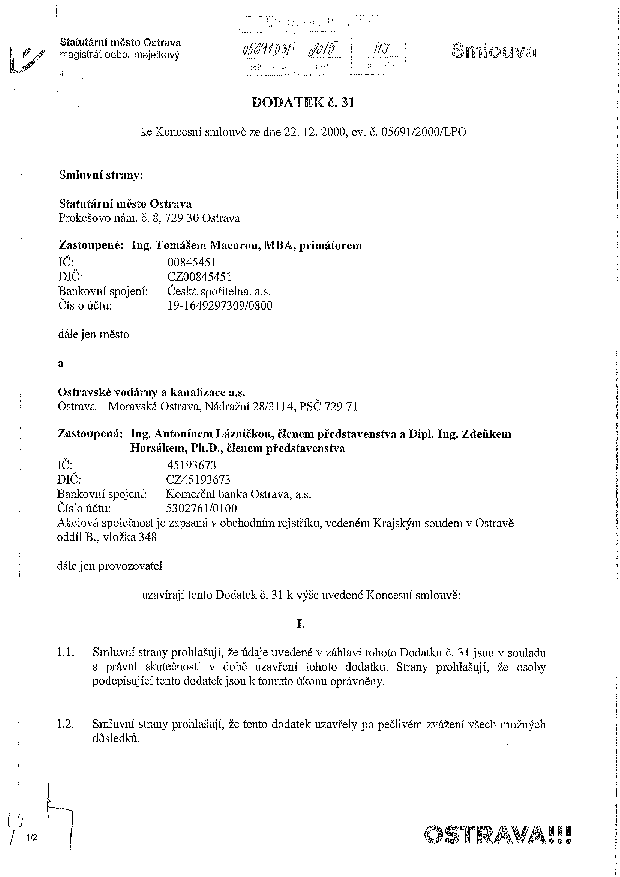 Statutární město Ostrava
magistrát odbo. majetkový
Smlouva
DODATEK č. 31
ke Koncesní smlouvě ze dne 22. 12. 2000, ev. č. 05691/2000/LPO
Smluvní strany:
Statutární město Ostrava
Prokešovo nám. č. 8, 729 30 Ostrava
Zastoupené: Ing. Tomášem Macurou, MBA, primátorem
IČ: 00845451
DIČ: CZ00845451
Bankovní spojení: Česká spořitelna, a.s.
Číslo účtu: 19-1649297309/0800
dále jen město
a
Ostravské vodárny a kanalizace a.s.
Ostrava – Moravská Ostrava, Nádražní 28/3114, PSČ 729 71
Zastoupená: Ing. Antonínem Lázničkou, členem představenstva a Dipl. Ing. Zdeňkem
Horsákem, Ph.D., členem představenstva
IČ: 45193673
DIČ: CZ45193673
Bankovní spojení: Komerční banka Ostrava, a.s.
Číslo účtu: 5302761/0100
Akciová společnost je zapsaná v obchodním rejstříku, vedeném Krajským soudem v Ostravě
oddíl B., vložka 348
dále jen provozovatel
uzavírají tento Dodatek č. 31 k výše uvedené Koncesní smlouvě:
I.
1.1. Smluvní strany prohlašují, že údaje uvedené v záhlaví tohoto Dodatku č. 31 jsou v souladu
s právní skutečností v době uzavření tohoto dodatku. Strany prohlašují, že osoby
podepisující tento dodatek jsou k tomuto úkonu oprávněny.
1.2. Smluvní strany prohlašují, že tento dodatek uzavřely po pečlivém zvážení všech možných
důsledků.
1/2
OSTRAVA!!!